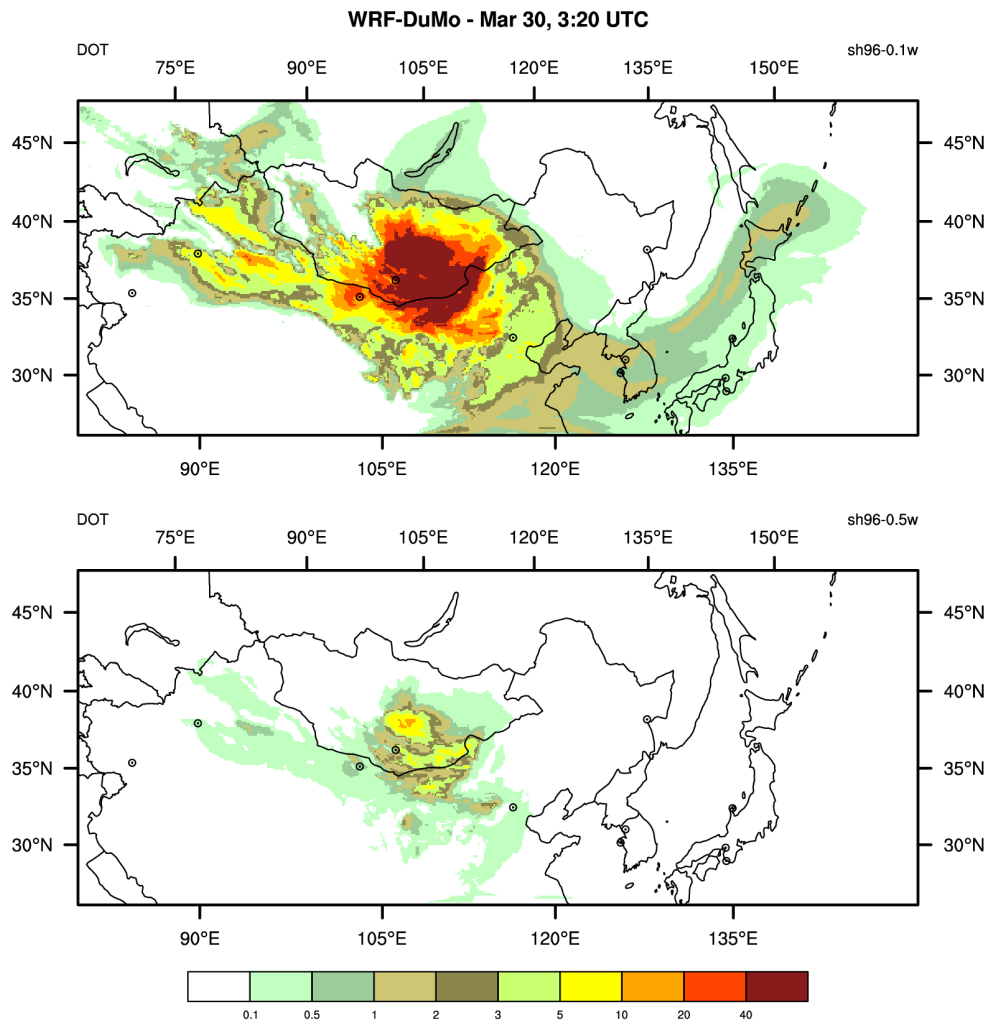 WRF-DuMo - Mar 30, 3:20 UTC
DOT sh96-0.1w
75°E 90°E 105°E 120°E 135°E 150°E
45°N 45°N
40°N 40°N
35°N 35°N
30°N 30°N
90°E 105°E 120°E 135°E
DOT sh96-0.5w
75°E 90°E 105°E 120°E 135°E 150°E
45°N 45°N
40°N 40°N
35°N 35°N
30°N 30°N
90°E 105°E 120°E 135°E
0.1 0.5 1 2 3 5 10 20 40